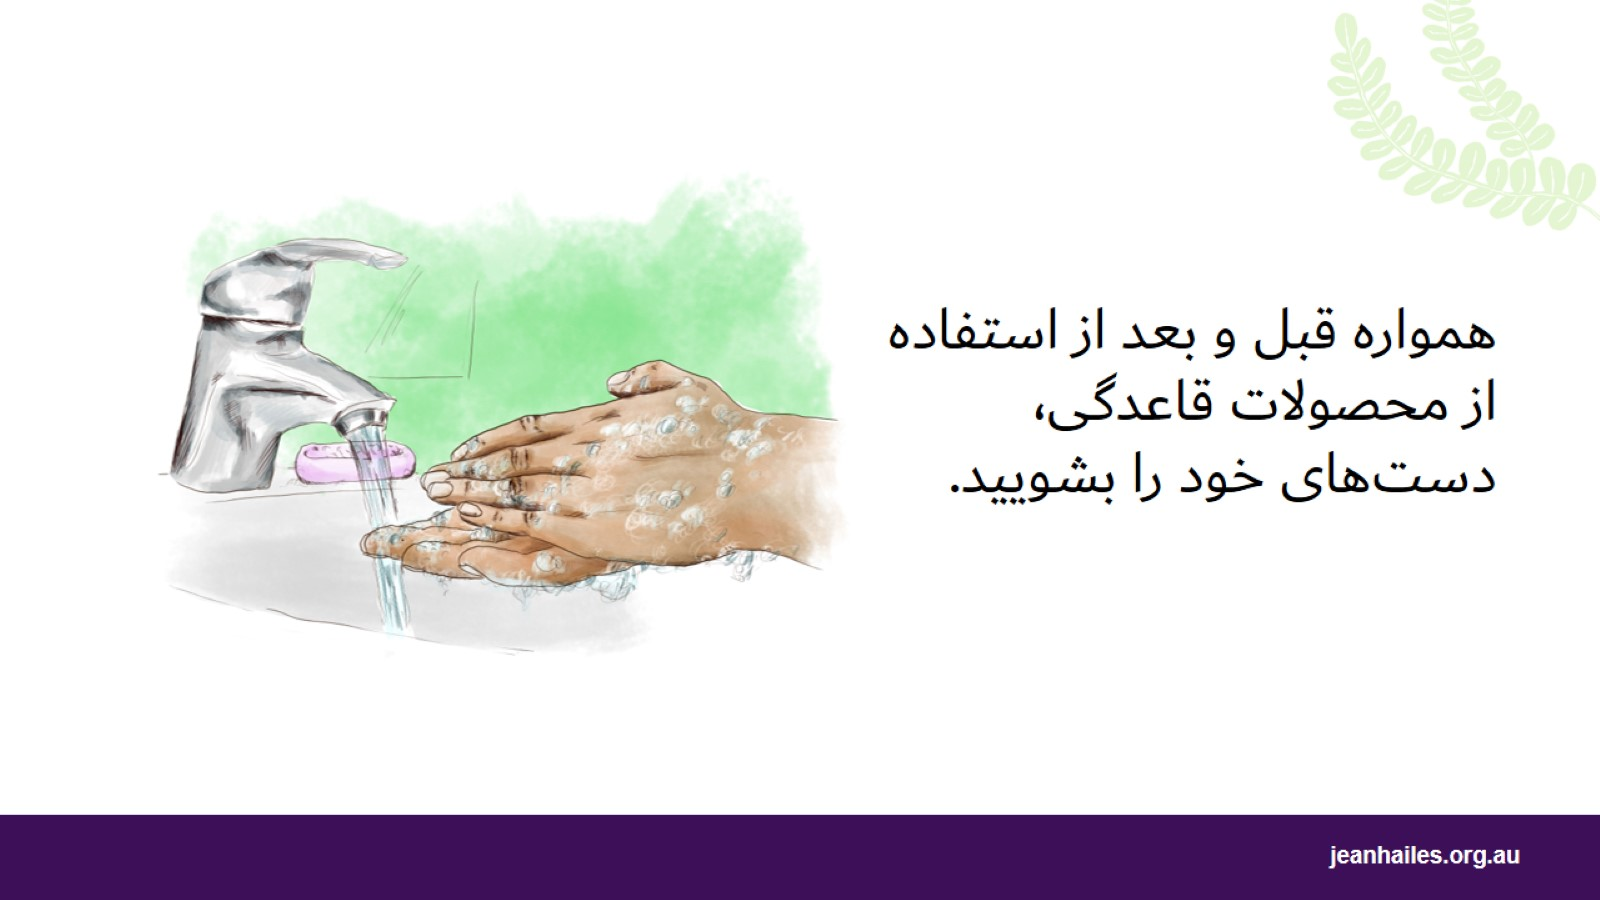 همواره قبل و بعد از استفاده
از محصولات قاعدگی،
دست‌های خود را بشویید.
jeanhailes.org.au